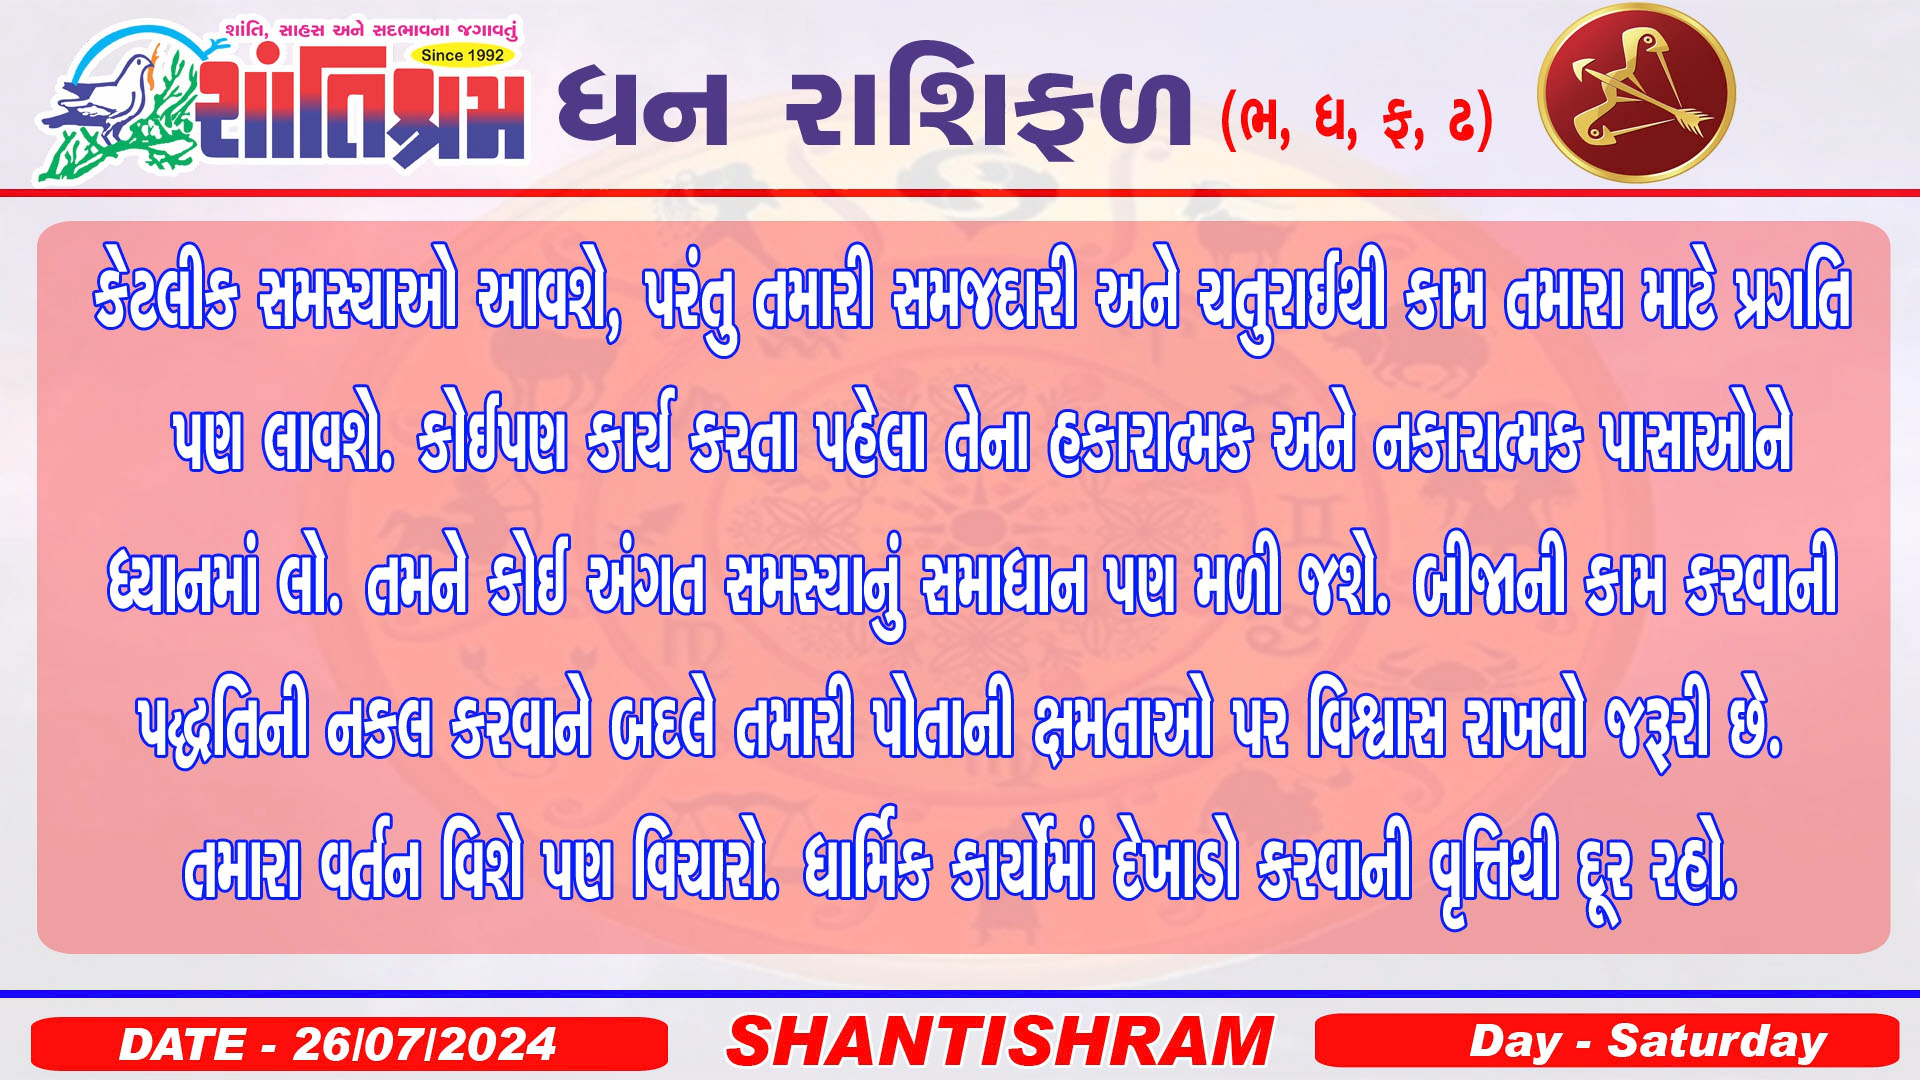 શાંતિ, સાહસ અને સદભાવના જગાવતું
Since 1992
શાંતિશ્રમ
ધન રાશિફળ (ભ, ધ, ફ, ઢ)
કેટલીક સમસ્યાઓ આવશે, પરંતુ તમારી સમજદારી અને ચતુરાઈથી કામ તમારા માટે પ્રગતિ
પણ લાવશે. કોઈપણ કાર્ય કરતા પહેલા તેના હકારાત્મક અને નકારાત્મક પાસાઓને
ધ્યાનમાં લો. તમને કોઈ અંગત સમસ્યાનું સમાધાન પણ મળી જશે. બીજાની કામ કરવાની
પદ્ધતિની નકલ કરવાને બદલે તમારી પોતાની ક્ષમતાઓ પર વિશ્વાસ રાખવો જરૂરી છે.
તમારા વર્તન વિશે પણ વિચારો. ધાર્મિક કાર્યોમાં દેખાડો કરવાની વૃત્તિથી દૂર રહો.
DATE - 26/07/2024
SHANTISHRAM
Day - Saturday